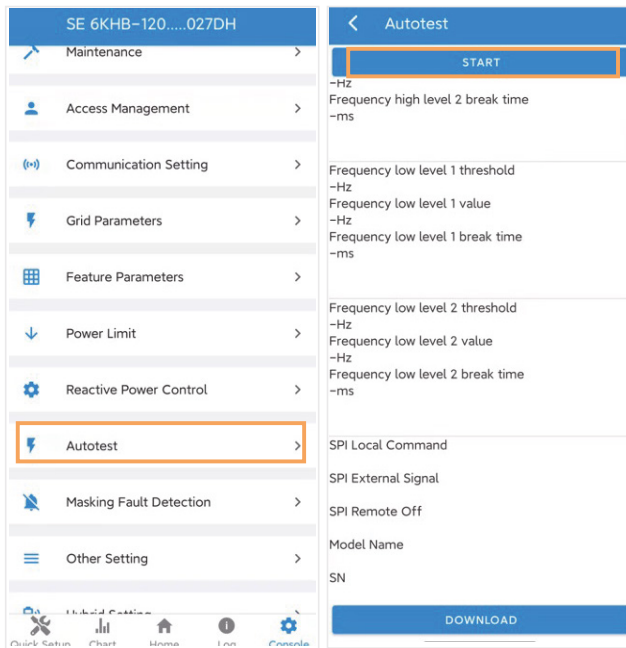 SE 6KHB-120.....027DH
Maintenance
Access Management
Communication Setting
Grid Parameters
Feature Parameters
Power Limit
Reactive Power Control
Autotest
Masking Fault Detection
Other Setting
Hybrid Setting
Quick Setup Chart Home Log Console
Autotest
START
-Hz
Frequency high level 2 break time
-ms
Frequency low level 1 threshold
-Hz
Frequency low level 1 value
-Hz
Frequency low level 1 break time
-ms
Frequency low level 2 threshold
-Hz
Frequency low level 2 value
-Hz
Frequency low level 2 break time
-ms
SPI Local Command
SPI External Signal
SPI Remote Off
Model Name
SN
DOWNLOAD